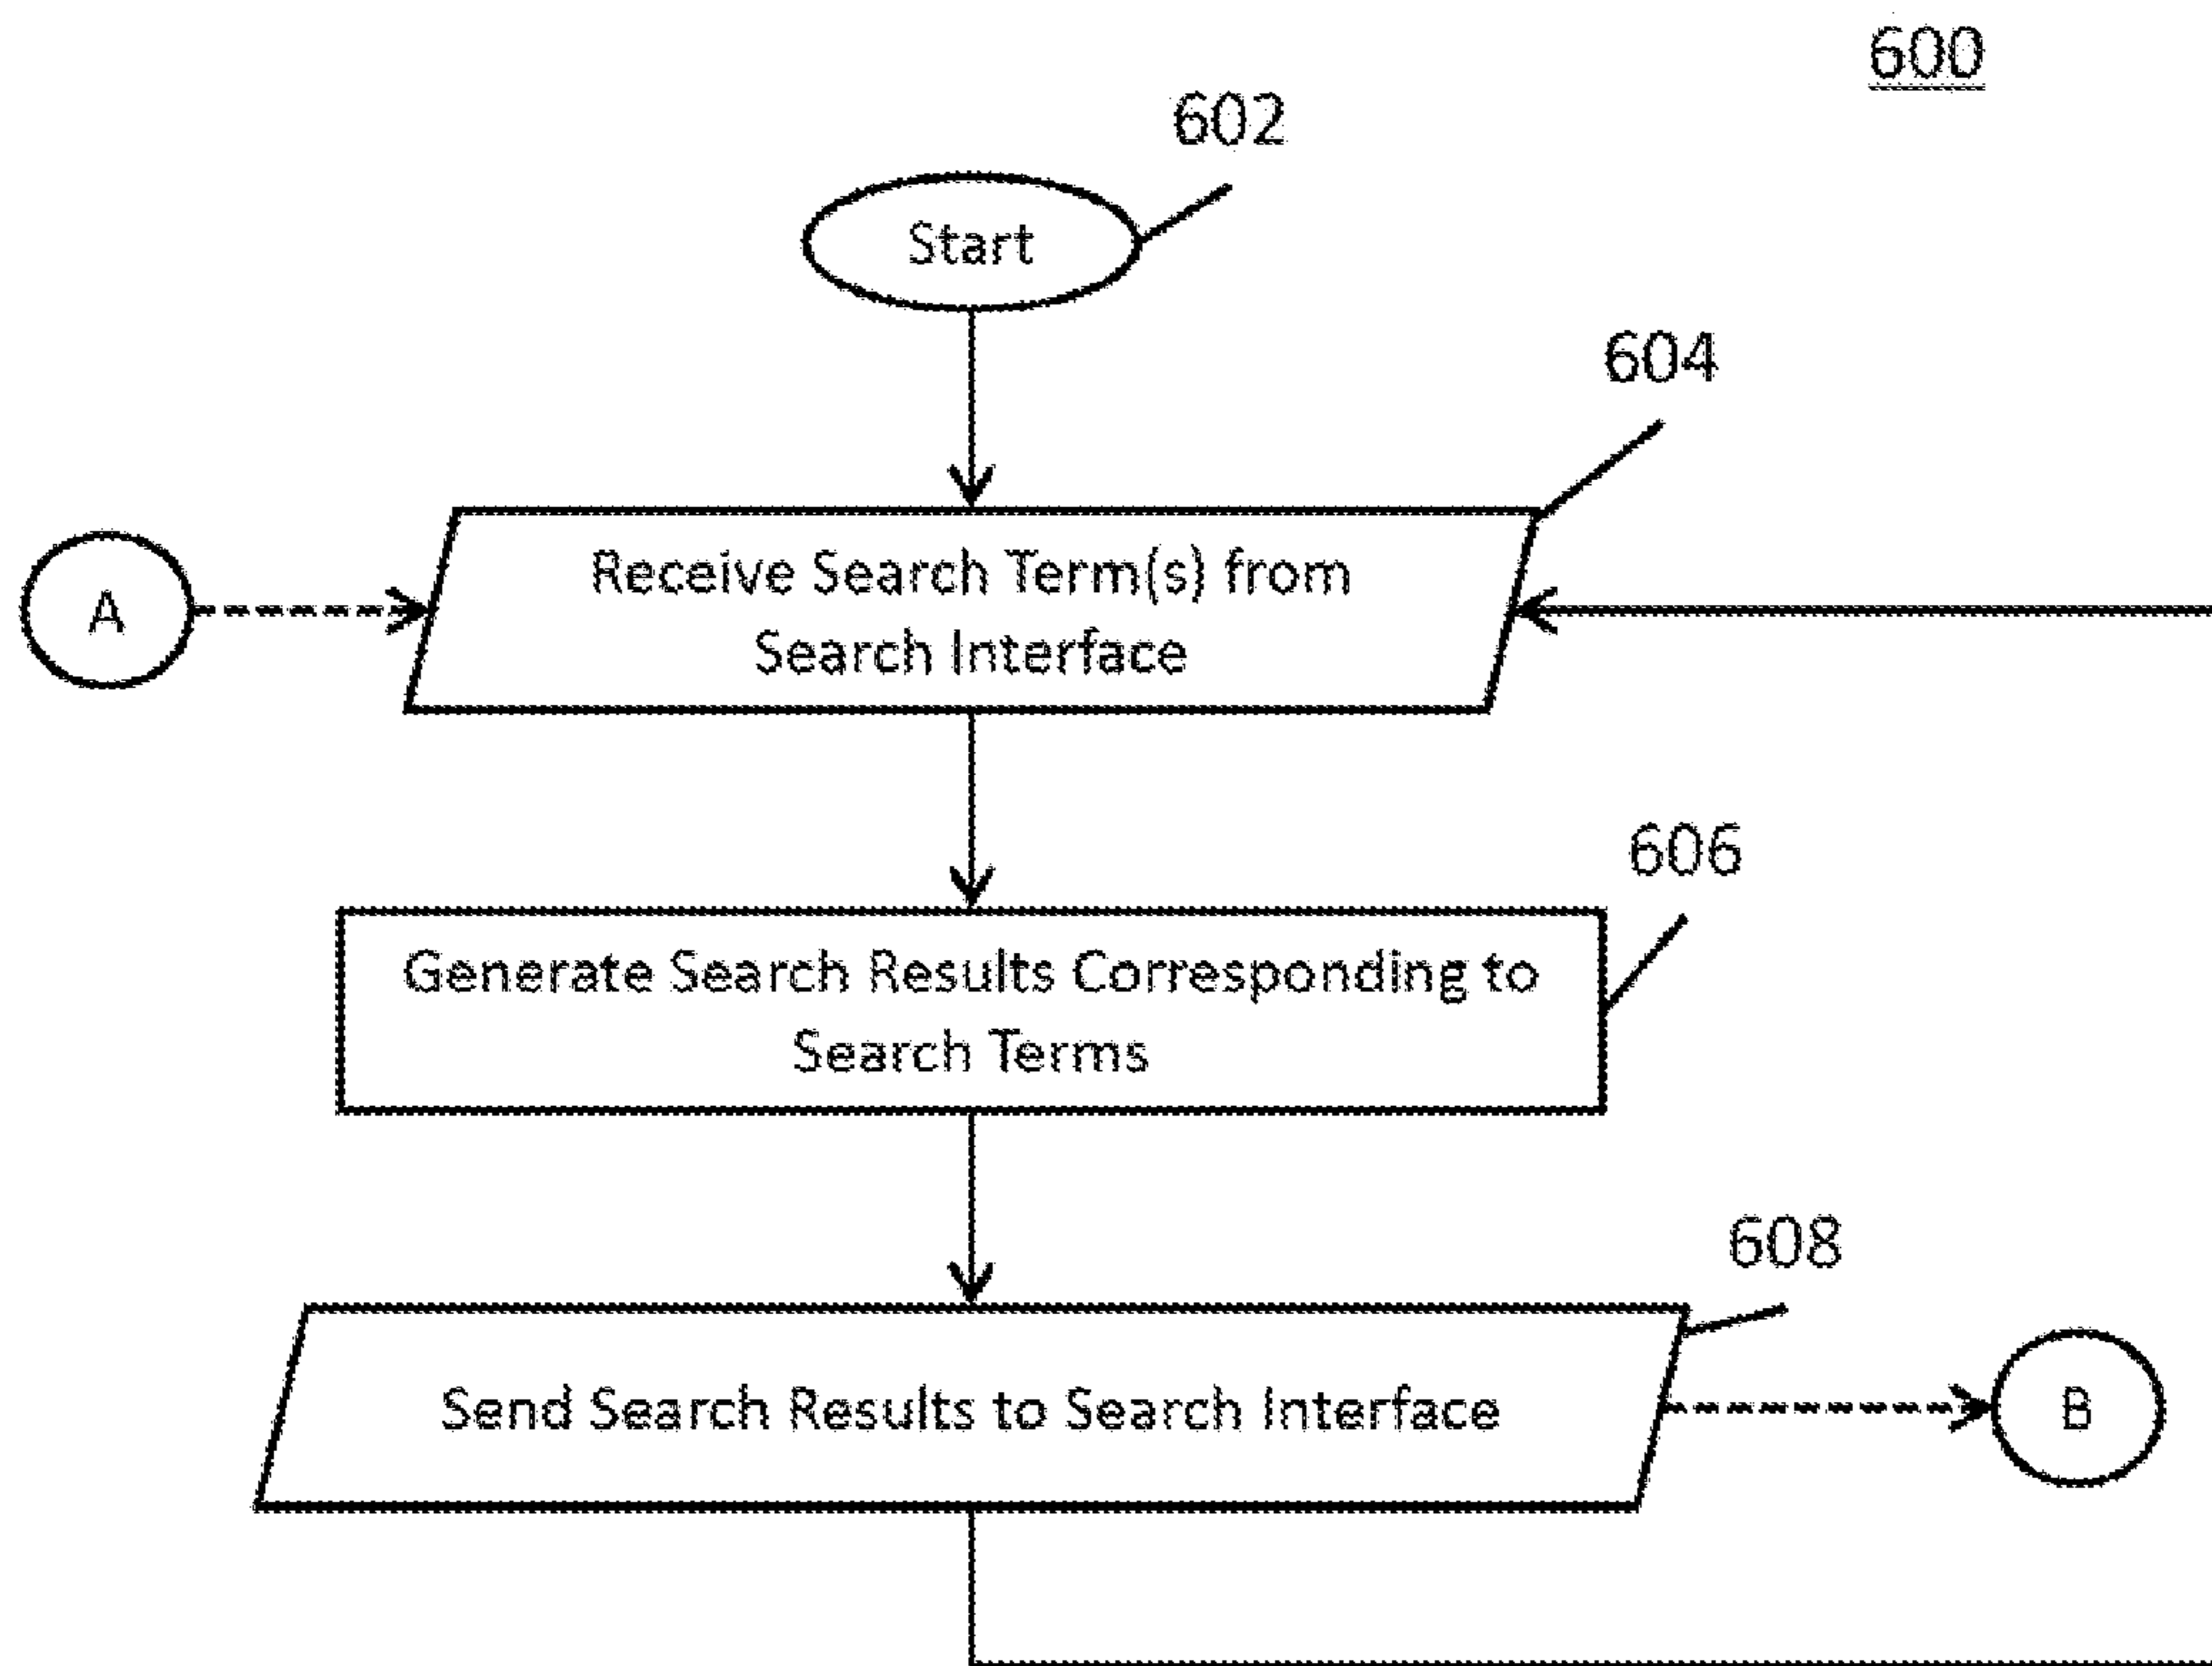 600
602
Start
604
A
Receive Search Term(s) from
Search Interface
606
Generate Search Results Corresponding to
Search Terms
608
Send Search Results to Search Interface
B